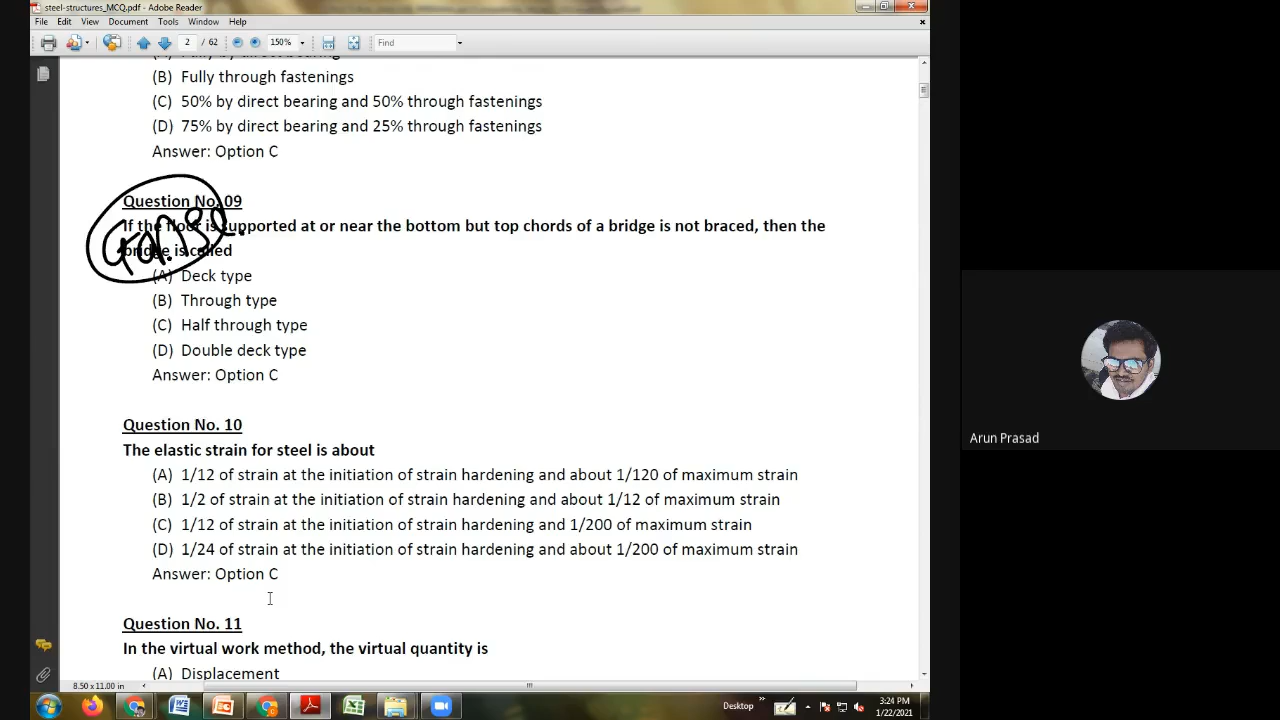 steel-structures_MCQ.pdf - Adobe Reader
File Edit View Document Tools Window Help
2 / 62 150% Find
(B) Fully through fastenings
(C) 50% by direct bearing and 50% through fastenings
(D) 75% by direct bearing and 25% through fastenings
Answer: Option C
Question No. 09
If the floor is supported at or near the bottom but top chords of a bridge is not braced, then the
bridge is called
(A) Deck type
(B) Through type
(C) Half through type
(D) Double deck type
Answer: Option C
Question No. 10
The elastic strain for steel is about
(A) 1/12 of strain at the initiation of strain hardening and about 1/120 of maximum strain
(B) 1/2 of strain at the initiation of strain hardening and about 1/12 of maximum strain
(C) 1/12 of strain at the initiation of strain hardening and 1/200 of maximum strain
(D) 1/24 of strain at the initiation of strain hardening and about 1/200 of maximum strain
Answer: Option C
Question No. 11
In the virtual work method, the virtual quantity is
(A) Displacement
8.50 x 11.00 in
Arun Prasad
Desktop
3:24 PM
1/22/2021